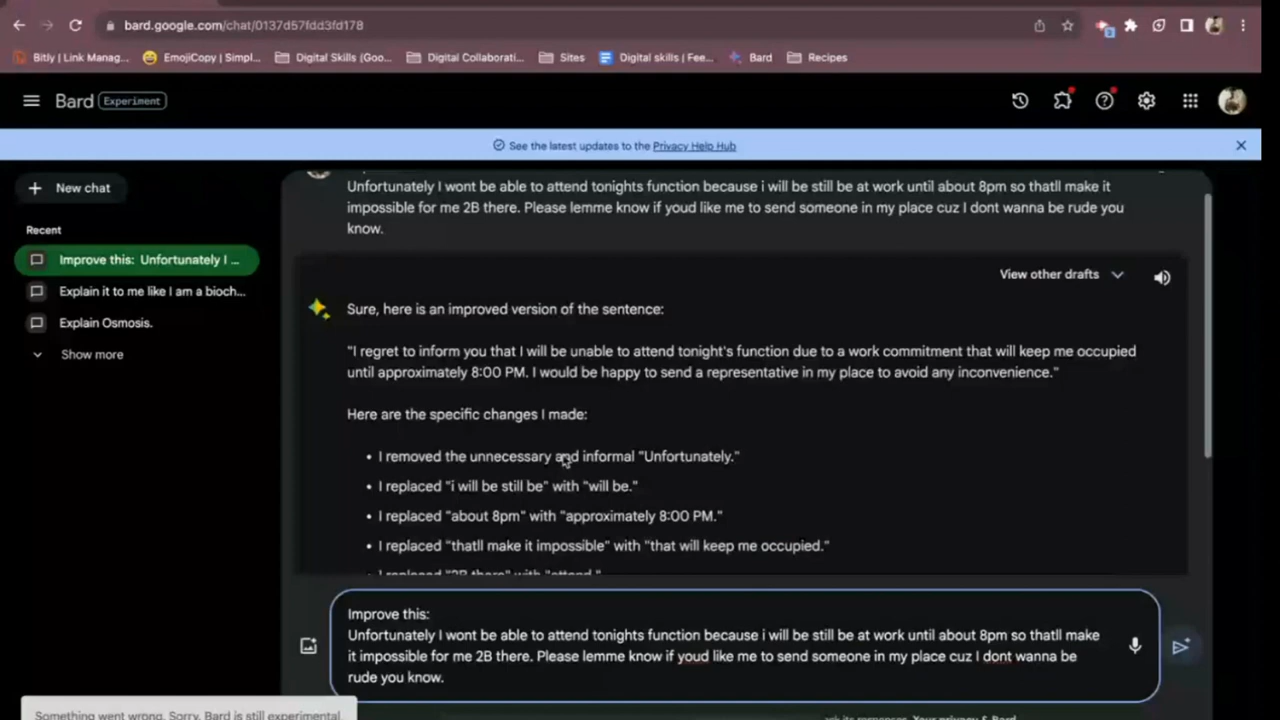 bard.google.com/chat/0137d57fdd3fd178
Bitly | Link Manag...
EmojiCopy | Simpl...
Digital Skills (Goo...
Digital Collaborati...
Sites
Digital skills | Fee...
Bard
Recipes
Bard
Experiment
See the latest updates to the Privacy Help Hub
New chat
Recent
Improve this: Unfortunately I ...
Explain it to me like I am a bioch...
Explain Osmosis.
Show more
Unfortunately I wont be able to attend tonights function because i will be still be at work until about 8pm so thatll make it
impossible for me 2B there. Please lemme know if youd like me to send someone in my place cuz I dont wanna be rude you
know.
View other drafts
Sure, here is an improved version of the sentence:
"I regret to inform you that I will be unable to attend tonight's function due to a work commitment that will keep me occupied
until approximately 8:00 PM. I would be happy to send a representative in my place to avoid any inconvenience."
Here are the specific changes I made:
• I removed the unnecessary and informal "Unfortunately."
• I replaced "i will be still be" with "will be."
• I replaced "about 8pm" with "approximately 8:00 PM."
• I replaced "thatll make it impossible" with "that will keep me occupied."
• I replaced "2B there" with "attend."
Improve this:
Unfortunately I wont be able to attend tonights function because i will be still be at work until about 8pm so thatll make
it impossible for me 2B there. Please lemme know if youd like me to send someone in my place cuz I dont wanna be
rude you know.
Something went wrong. Sorry, Bard is still experimental
Your privacy & Bard